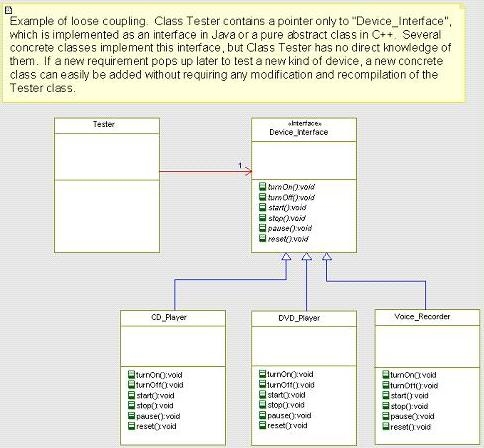 Example of loose coupling. Class Tester contains a pointer only to "Device_Interface",
which is implemented as an interface in Java or a pure abstract class in C++. Several
concrete classes implement this interface, but Class Tester has no direct knowledge of
them. If a new requirement pops up later to test a new kind of device, a new concrete
class can easily be added without requiring any modification and recompilation of the
Tester class.
Tester
«Interface»
Device_Interface
1
turnOn():void
turnOff():void
start():void
stop():void
pause():void
reset():void
CD_Player
turnOn():void
turnOff():void
start():void
stop():void
pause():void
reset():void
DVD_Player
turnOn():void
turnOff():void
start():void
stop():void
pause():void
reset():void
Voice_Recorder
turnOn():void
turnOff():void
start():void
stop():void
pause():void
reset():void